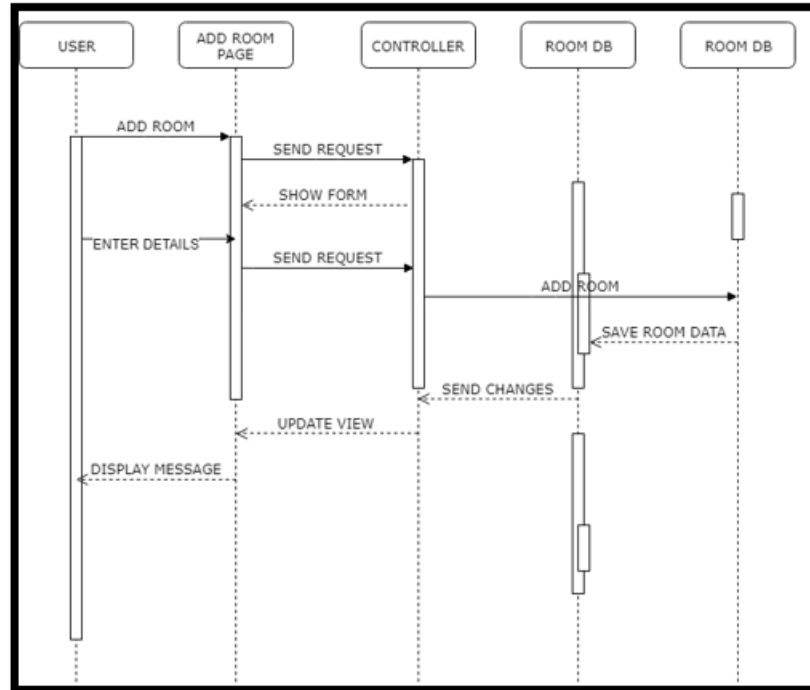 USER
ADD ROOM
PAGE
CONTROLLER
ROOM DB
ROOM DB
ADD ROOM
SEND REQUEST
SHOW FORM
ENTER DETAILS
SEND REQUEST
ADD ROOM
SAVE ROOM DATA
SEND CHANGES
UPDATE VIEW
DISPLAY MESSAGE